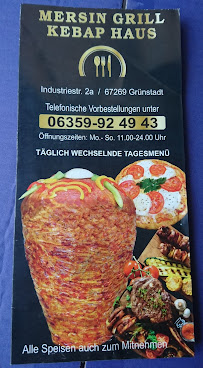 MERSIN GRILL
KEBAP HAUS
Industriestr. 2a / 67269 Grünstadt
Telefonische Vorbestellungen unter
06359-92 49 43
Öffnungszeiten: Mo.- So. 11.00-24.00 Uhr
TÄGLICH WECHSELNDE TAGESMENÜ
Alle Speisen auch zum Mitnehmen